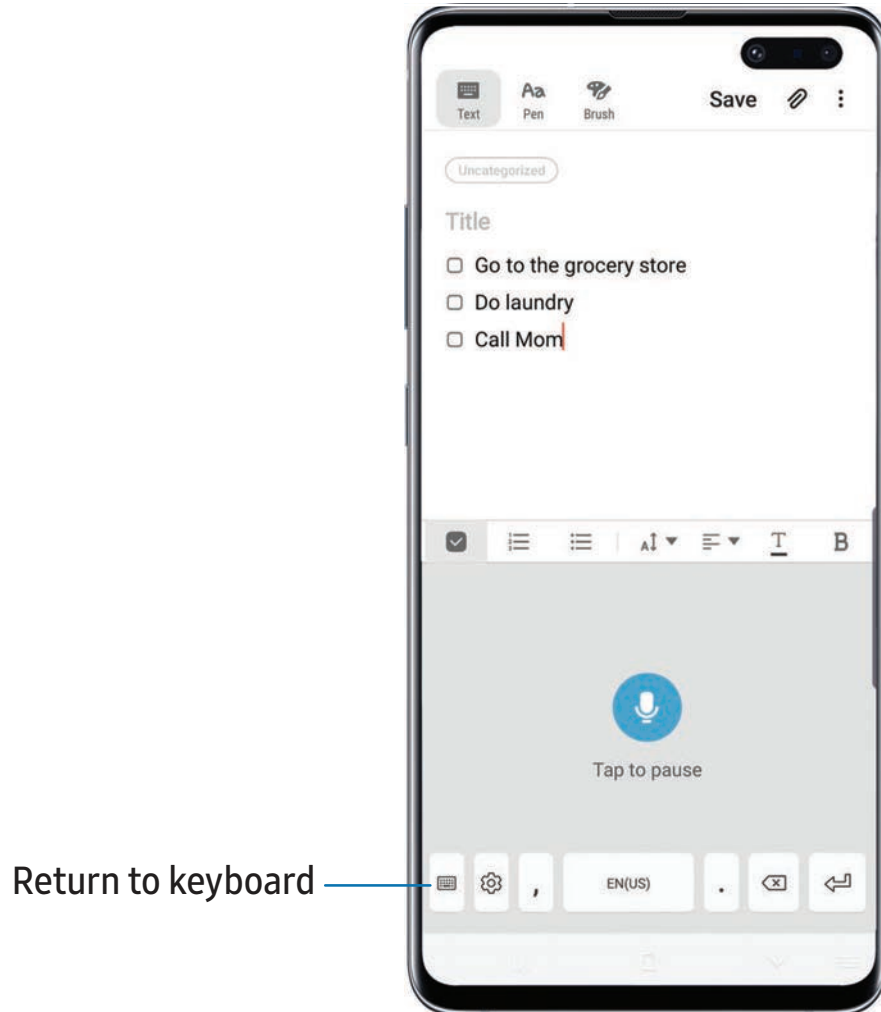 Aa
Save
Text
Pen
Brush
Uncategorized
Title
Go to the grocery store
Do laundry
Call Mom
A T B
Tap to pause
Return to keyboard
, EN(US) .